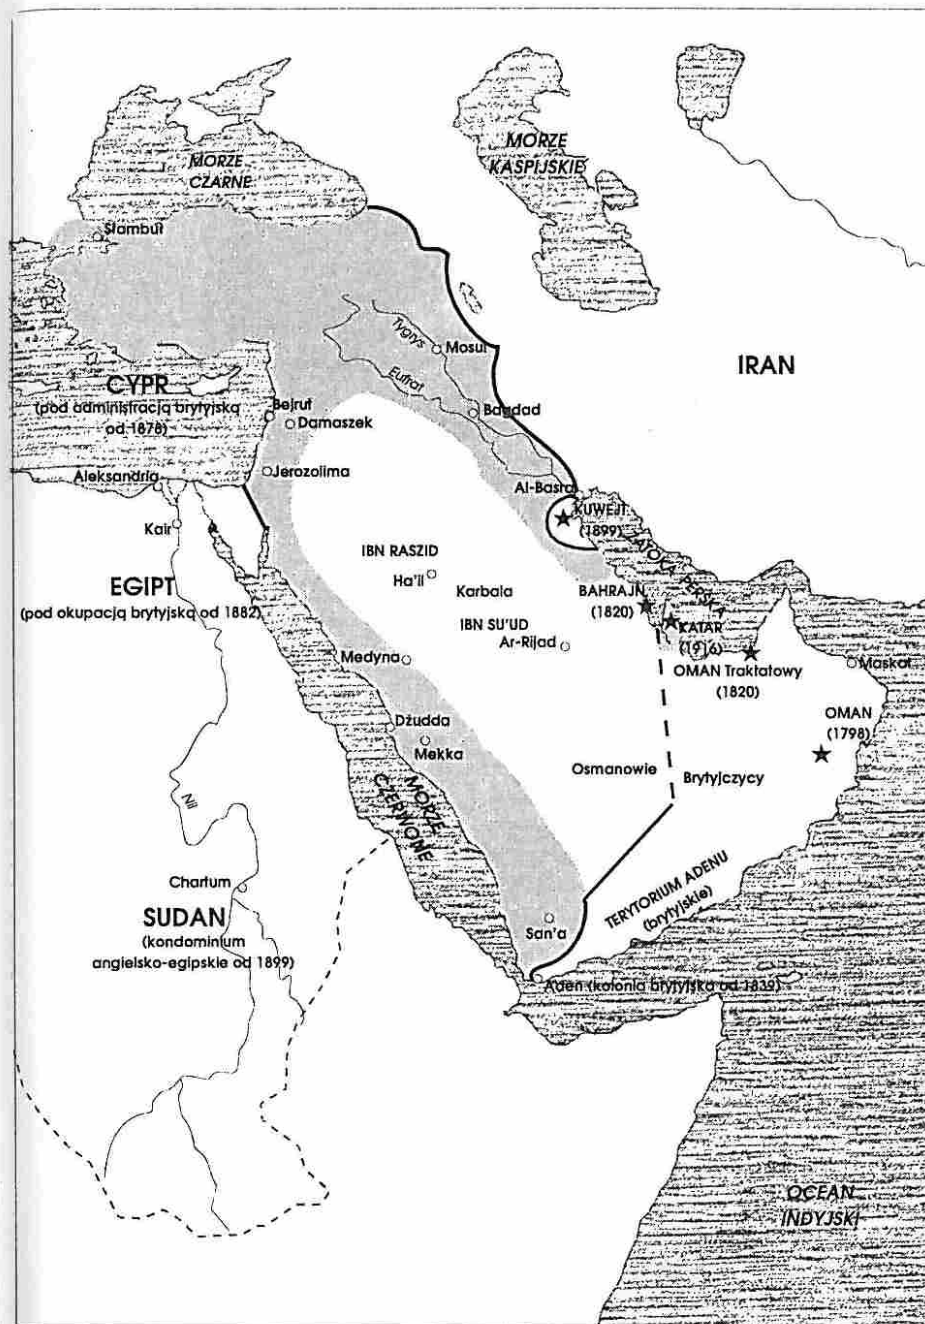 MORZE
CZARNE
MORZE
KASPIJSKIE
Stambuł
Tygrys
Mosul
IRAN
Eufrat
CYPR
(pod administracją brytyjską
od 1878)
Bejrut
Damaszek
Bagdad
Jerozolima
Aleksandria
Al-Basra
KUWEJT
(1899)
Kair
ZATOKA PERSKA
IBN RASZID
Ha'il
EGIPT
(pod okupacją brytyjską od 1882)
Karbala
BAHRAJN
(1820)
IBN SU'UD
Ar-Rijad
KATAR
(1916)
Medyna
OMAN Traktatowy
(1820)
Maskat
OMAN
(1798)
Dżudda
Mekka
Osmanowie
Brytyjczycy
MORZE
CZERWONE
Nil
Chartum
SUDAN
(kondominium
angielsko-egipskie od 1899)
TERYTORIUM ADENU
(brytyjskie)
San'a
Aden (kolonia brytyjska od 1839)
OCEAN
INDYJSKI